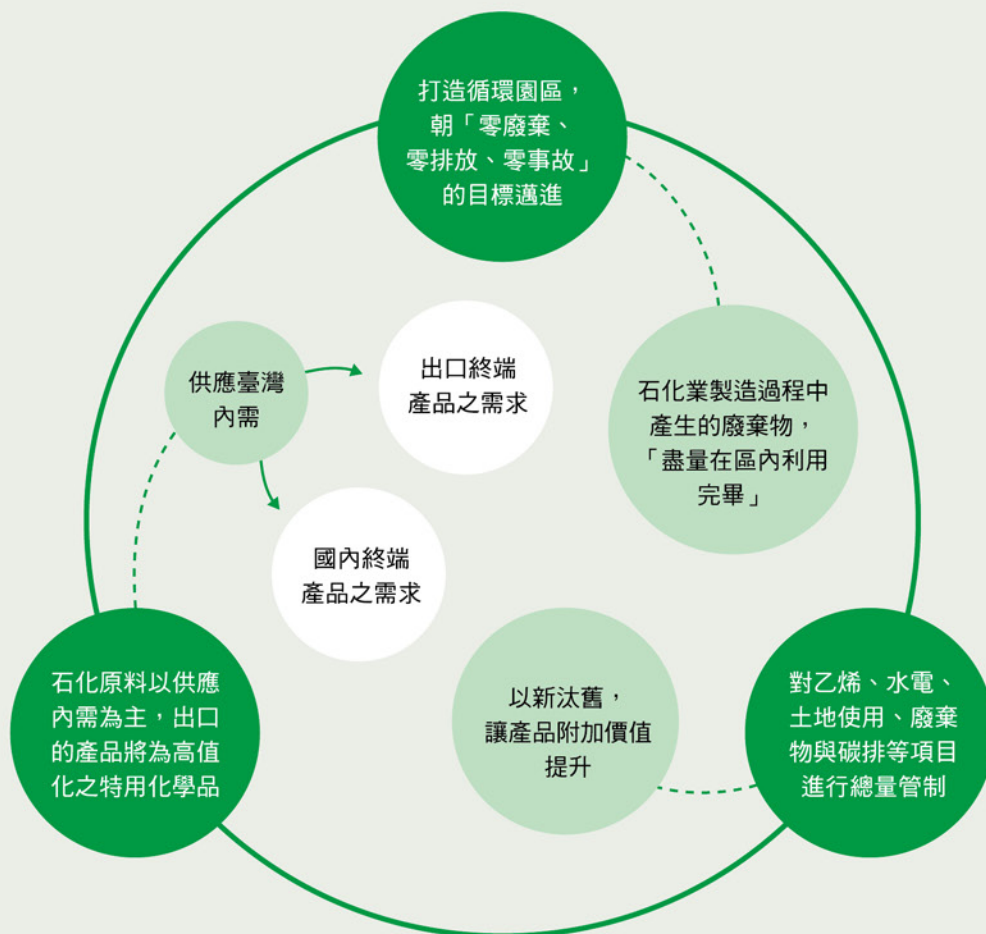 打造循環園區，
朝「零廢棄、
零排放、零事故」
的目標邁進
供應臺灣
內需
出口終端
產品之需求
國內終端
產品之需求
石化業製造過程中
產生的廢棄物，
「盡量在區內利用
完畢」
石化原料以供應
內需為主，出口
的產品將為高值
化之特用化學品
以新汰舊，
讓產品附加價值
提升
對乙烯、水電、
土地使用、廢棄
物與碳排等項目
進行總量管制